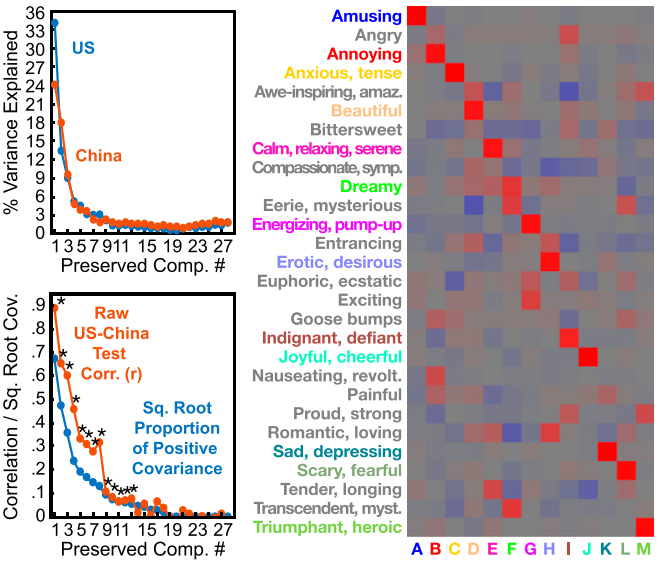 36
33
30
27
24
21
18
15
12
9
6
3
0
% Variance Explained
US
China
1 3 5 7 9 11 15 19 23 27
Preserved Comp. #
.9
.8
.7
.6
.5
.4
.3
.2
.1
0
Correlation / Sq. Root Cov.
Raw
US-China
Test
Corr. (r)
Sq. Root
Proportion
of Positive
Covariance
* * * * * * * * * * * * *
1 3 5 7 9 11 15 19 23 27
Preserved Comp. #
Amusing
Angry
Annoying
Anxious, tense
Awe-inspiring, amaz.
Beautiful
Bittersweet
Calm, relaxing, serene
Compassionate, symp.
Dreamy
Eerie, mysterious
Energizing, pump-up
Entrancing
Erotic, desirous
Euphoric, ecstatic
Exciting
Goose bumps
Indignant, defiant
Joyful, cheerful
Nauseating, revolt.
Painful
Proud, strong
Romantic, loving
Sad, depressing
Scary, fearful
Tender, longing
Transcendent, myst.
Triumphant, heroic
A B C D E F G H I J K L M